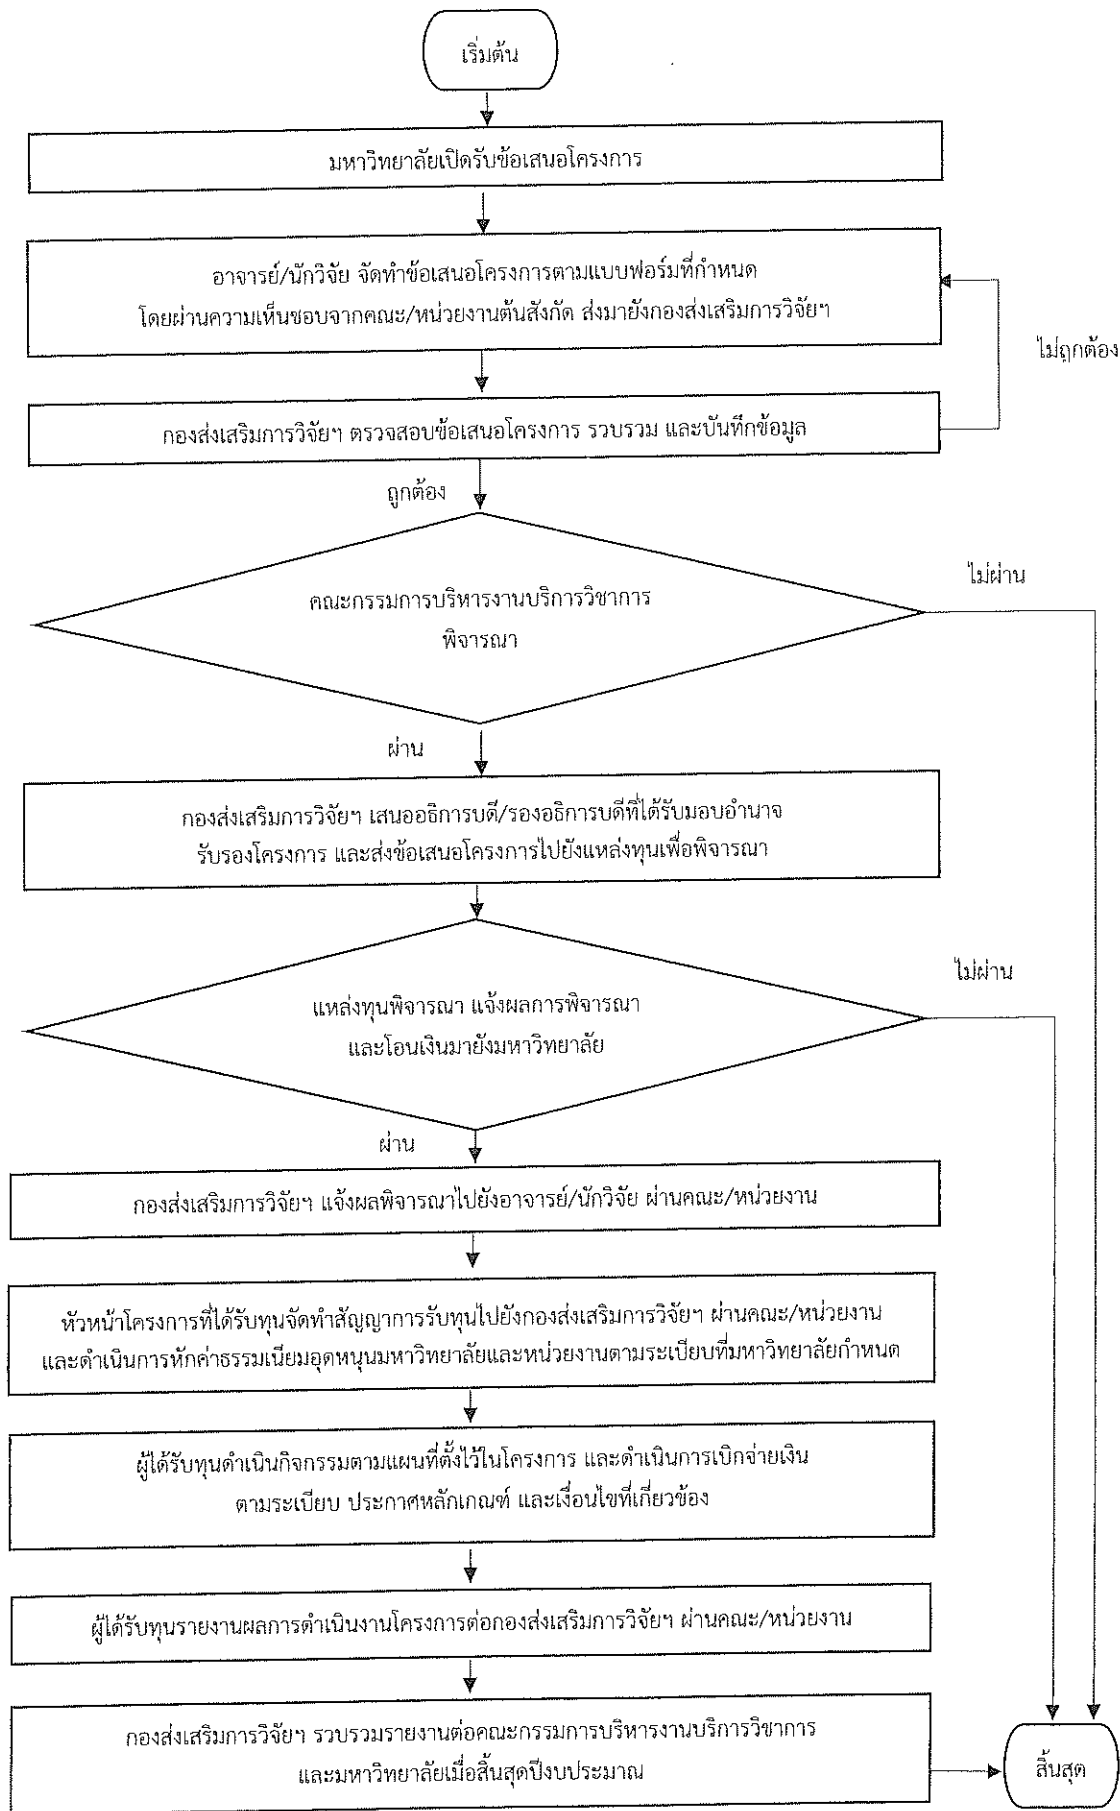 เริ่มต้น
มหาวิทยาลัยเปิดรับข้อเสนอโครงการ
อาจารย์/นักวิจัย จัดทำข้อเสนอโครงการตามแบบฟอร์มที่กำหนด
โดยผ่านความเห็นชอบจากคณะ/หน่วยงานต้นสังกัด ส่งมายังกองส่งเสริมการวิจัยฯ
ไม่ถูกต้อง
กองส่งเสริมการวิจัยฯ ตรวจสอบข้อเสนอโครงการ รวบรวม และบันทึกข้อมูล
ถูกต้อง
คณะกรรมการบริหารงานบริการวิชาการ
พิจารณา
ไม่ผ่าน
ผ่าน
กองส่งเสริมการวิจัยฯ เสนออธิการบดี/รองอธิการบดีที่ได้รับมอบอำนาจ
รับรองโครงการ และส่งข้อเสนอโครงการไปยังแหล่งทุนเพื่อพิจารณา
แหล่งทุนพิจารณา แจ้งผลการพิจารณา
และโอนเงินมายังมหาวิทยาลัย
ไม่ผ่าน
ผ่าน
กองส่งเสริมการวิจัยฯ แจ้งผลพิจารณาไปยังอาจารย์/นักวิจัย ผ่านคณะ/หน่วยงาน
หัวหน้าโครงการที่ได้รับทุนจัดทำสัญญาการรับทุนไปยังกองส่งเสริมการวิจัยฯ ผ่านคณะ/หน่วยงาน
และดำเนินการหักค่าธรรมเนียมอุดหนุนมหาวิทยาลัยและหน่วยงานตามระเบียบที่มหาวิทยาลัยกำหนด
ผู้ได้รับทุนดำเนินกิจกรรมตามแผนที่ตั้งไว้ในโครงการ และดำเนินการเบิกจ่ายเงิน
ตามระเบียบ ประกาศหลักเกณฑ์ และเงื่อนไขที่เกี่ยวข้อง
ผู้ได้รับทุนรายงานผลการดำเนินงานโครงการต่อกองส่งเสริมการวิจัยฯ ผ่านคณะ/หน่วยงาน
กองส่งเสริมการวิจัยฯ รวบรวมรายงานต่อคณะกรรมการบริหารงานบริการวิชาการ
และมหาวิทยาลัยเมื่อสิ้นสุดปีงบประมาณ
สิ้นสุด